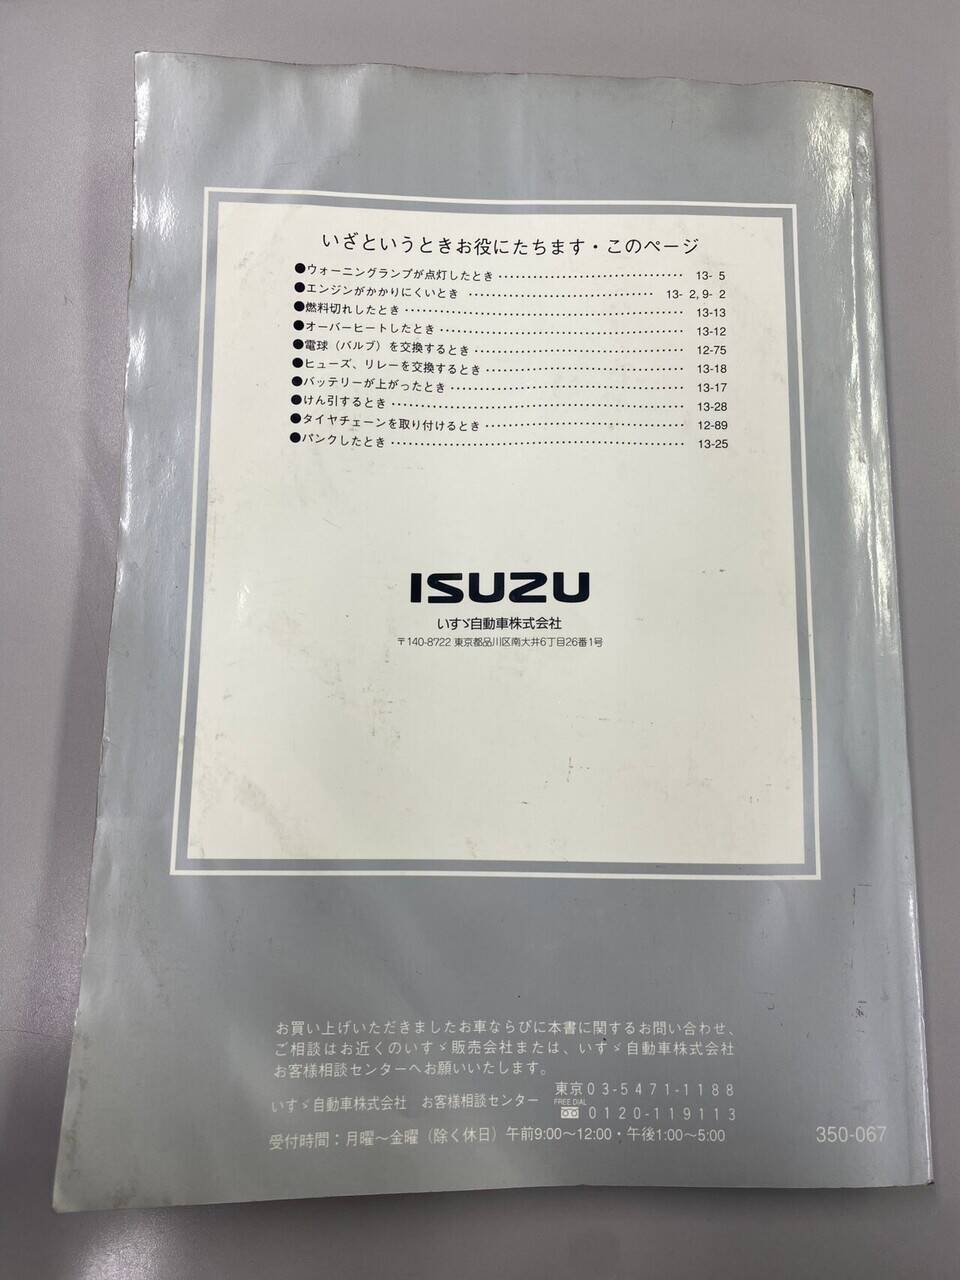 いざというときお役にたちます・このページ
●ウォーニングランプが点灯したとき 13- 5
●エンジンがかかりにくいとき 13- 2, 9- 2
●燃料切れしたとき 13-13
●オーバーヒートしたとき 13-12
●電球（バルブ）を交換するとき 12-75
●ヒューズ、リレーを交換するとき 13-18
●バッテリーが上がったとき 13-17
●けん引するとき 13-28
●タイヤチェーンを取り付けるとき 12-89
●パンクしたとき 13-25
ISUZU
いすゞ自動車株式会社
〒140-8722 東京都品川区南大井6丁目26番1号
お買い上げいただきましたお車ならびに本書に関するお問い合わせ、
ご相談はお近くのいすゞ販売会社または、いすゞ自動車株式会社
お客様相談センターへお願いいたします。
東京03-5471-1188
いすゞ自動車株式会社 お客様相談センター
FREE DIAL
0120-119113
受付時間：月曜〜金曜（除く休日）午前9:00〜12:00・午後1:00〜5:00
350-067